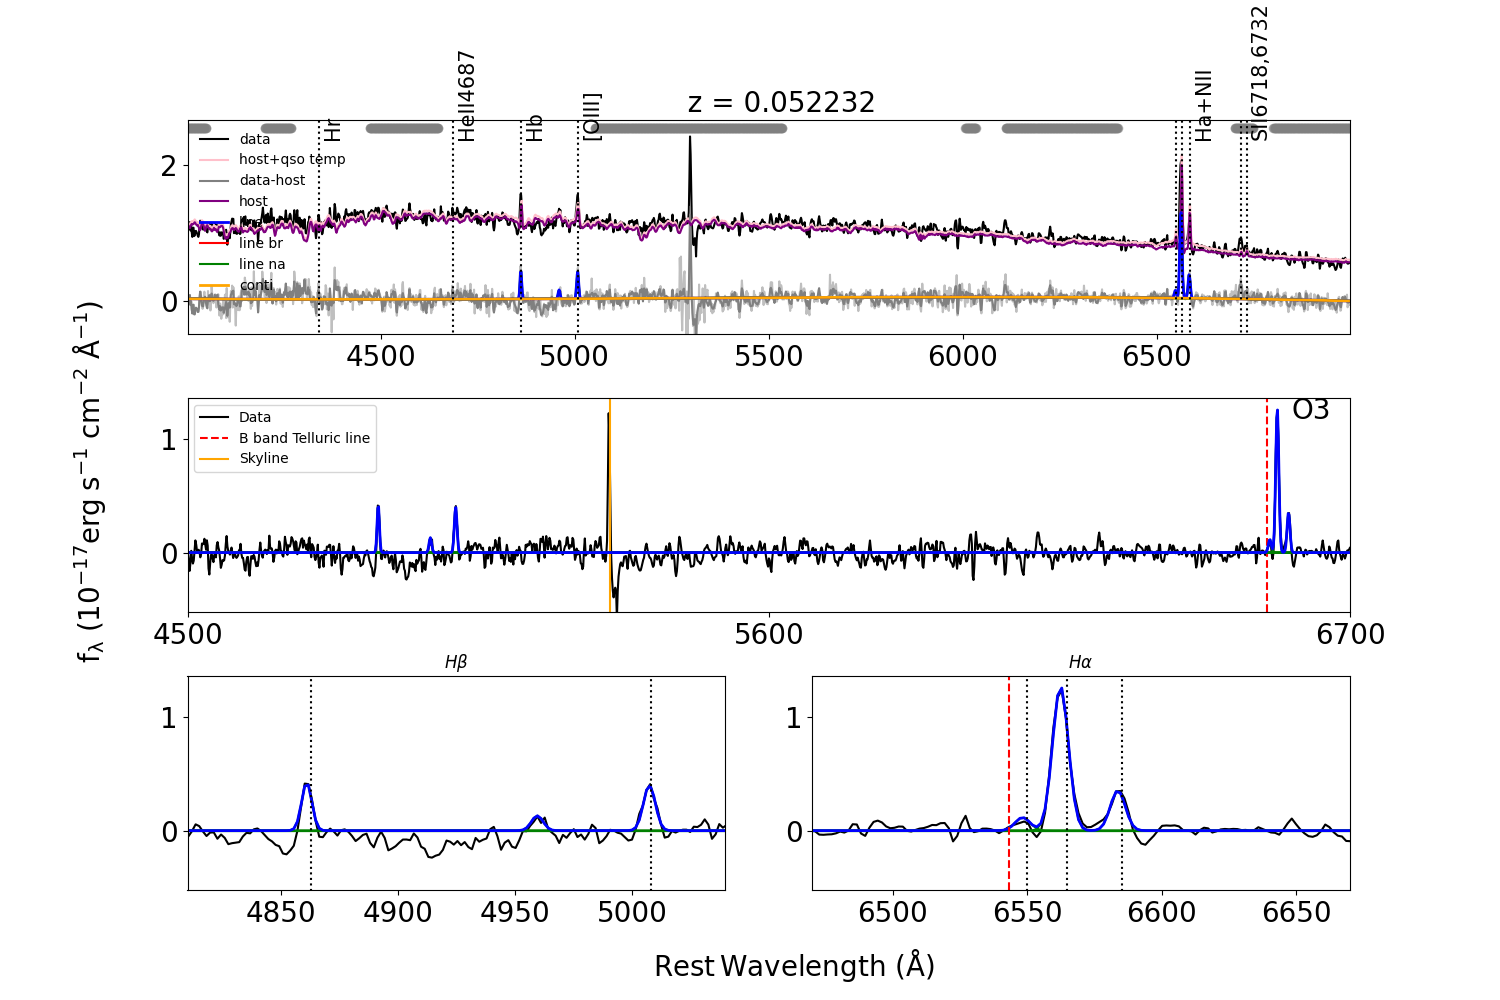 Hr
HeII4687
Hb
[OIII]
Ha+NII
SII6718,6732
z = 0.052232
data
host+qso temp
data-host
host
line br
line na
conti
2
0
4500
5000
5500
6000
6500
Data
B band Telluric line
Skyline
O3
1
0
4500
5600
6700
fλ (10−17erg s−1 cm−2 Å−1)
Hβ
1
0
4850
4900
4950
5000
Hα
1
0
6500
6550
6600
6650
Rest Wavelength (Å)